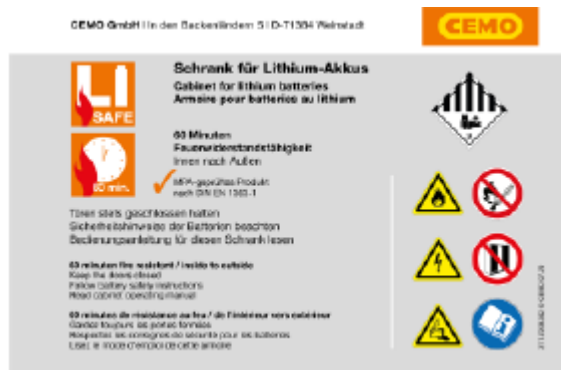 CEMO GmbH | In den Backenländern 5 | D-71384 Weinstadt
CEMO
LI
SAFE
Schrank für Lithium-Akkus
Cabinet for lithium batteries
Armoire pour batteries au lithium
60 min.
60 Minuten
Feuerwiderstandsfähigkeit
Innen nach Außen
MPA-geprüftes Produkt
nach DIN EN 1363-1
Türen stets geschlossen halten
Sicherheitshinweise der Batterien beachten
Bedienungsanleitung für diesen Schrank lesen
60 minutes fire resistant / inside to outside
Keep the doors closed
Follow battery safety instructions
Read cabinet operating manual
60 minutes de résistance au feu / de l'intérieur vers extérieur
Gardez toujours les portes fermées
Respectez les consignes de sécurité pour les batteries
Lisez le mode d'emploi de cette armoire